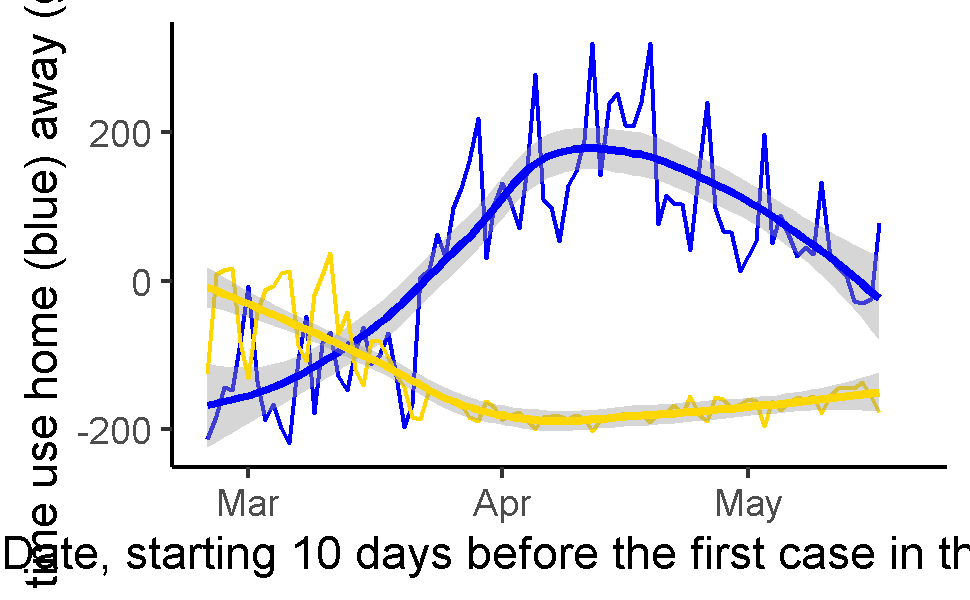 time use home (blue) away (
200
0
-200
Mar Apr May
Date, starting 10 days before the first case in th